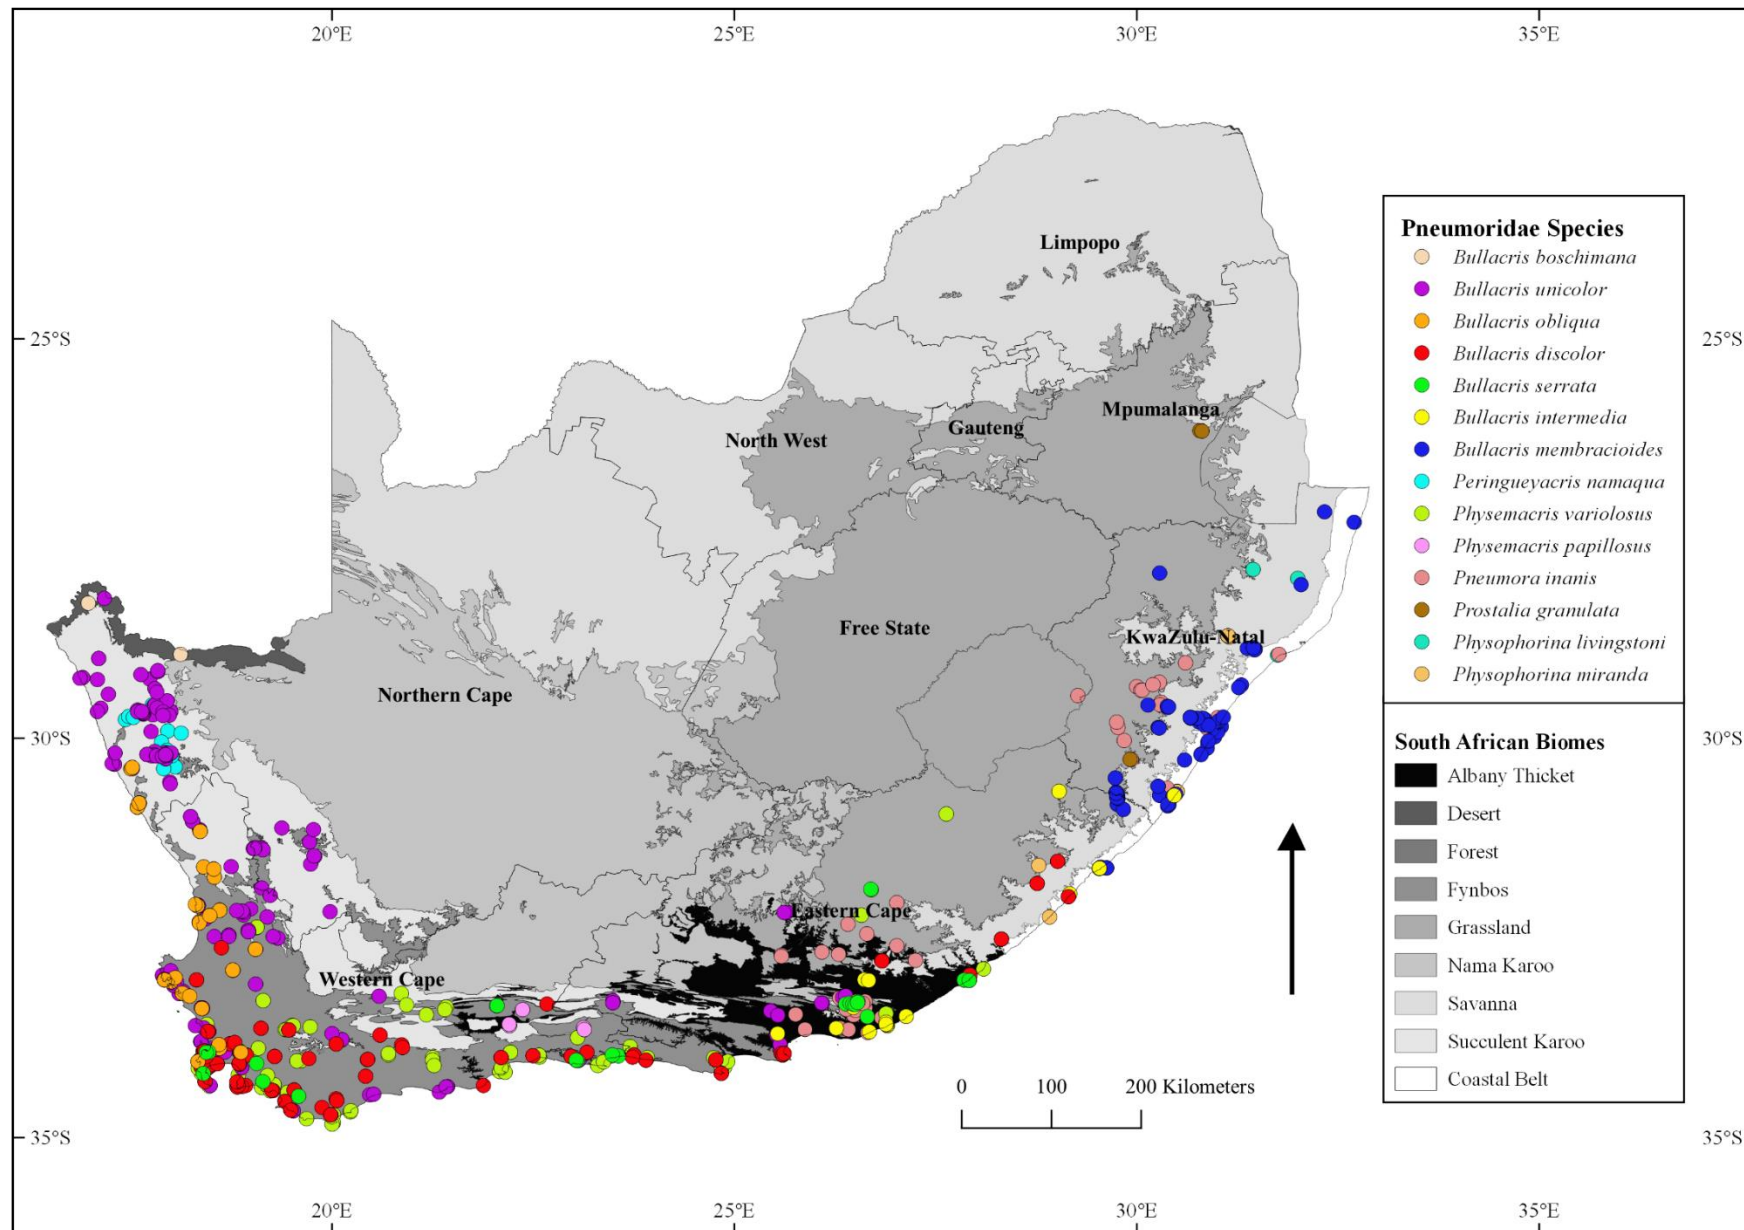 20°E 25°E 30°E 35°E
Limpopo
Pneumoridae Species
Bullacris boschimana
Bullacris unicolor
Bullacris obliqua
25°S 25°S
Bullacris discolor
Bullacris serrata
Mpumalanga
Bullacris intermedia
Gauteng
North West
Bullacris membracioides
Peringueyacris namaqua
Physemacris variolosus
Physemacris papillosus
Pneumora inanis
Prostalia granulata
Free State
KwaZulu-Natal
Physophorina livingstoni
Physophorina miranda
Northern Cape
30°S 30°S
South African Biomes
Albany Thicket
Desert
Forest
Fynbos
Eastern Cape
Grassland
Nama Karoo
Western Cape
Savanna
Succulent Karoo
Coastal Belt
0 100 200 Kilometers
35°S 35°S
20°E 25°E 30°E 35°E